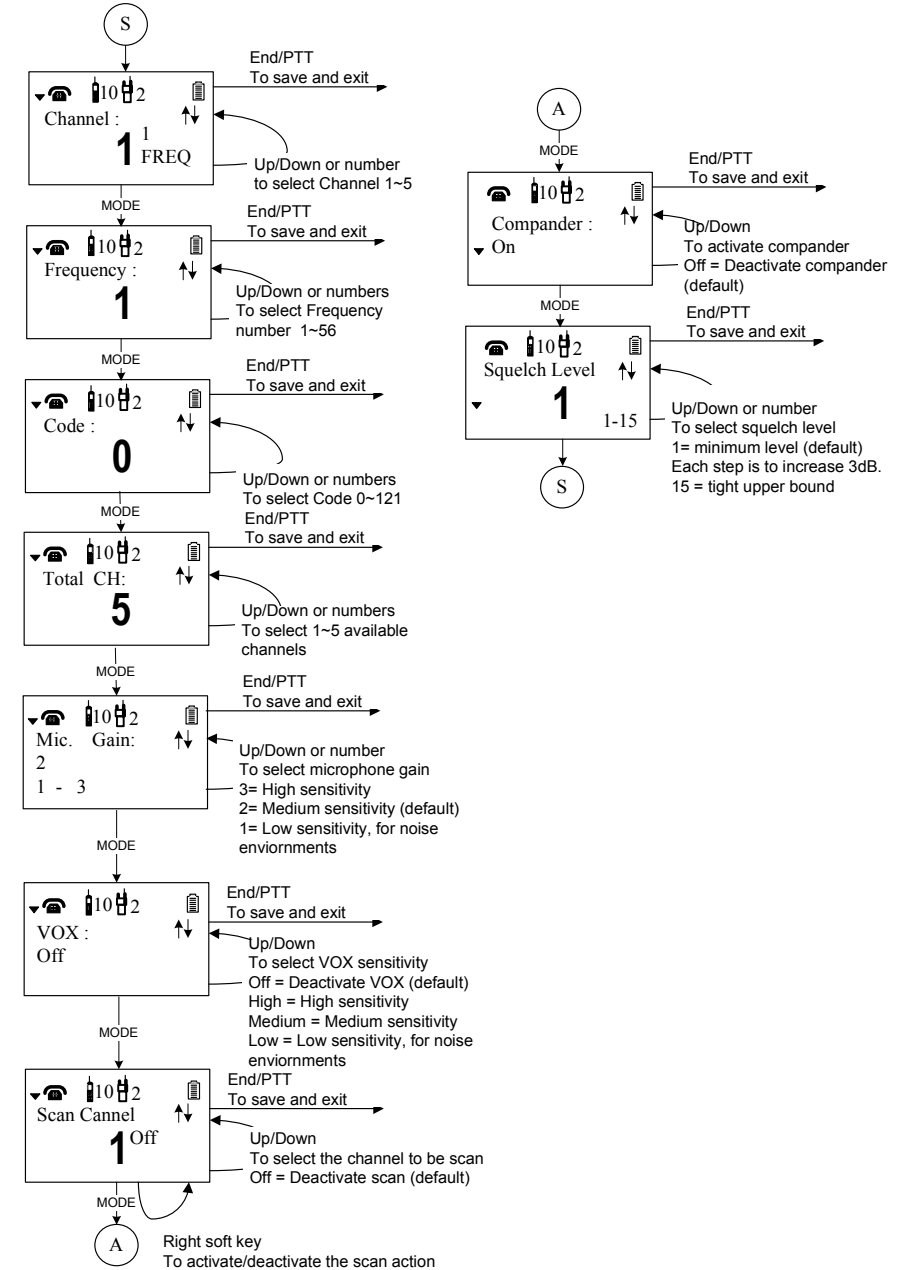 S
End/PTT
To save and exit
10 2
Channel :
1 1
FREQ
Up/Down or number
to select Channel 1~5
MODE
End/PTT
To save and exit
10 2
Frequency :
1
Up/Down or numbers
To select Frequency
number 1~56
MODE
End/PTT
To save and exit
10 2
Code :
0
Up/Down or numbers
To select Code 0~121
MODE
End/PTT
To save and exit
10 2
Total CH:
5
Up/Down or numbers
To select 1~5 available
channels
MODE
End/PTT
To save and exit
10 2
Mic. Gain:
2
1 - 3
Up/Down or number
To select microphone gain
3= High sensitivity
2= Medium sensitivity (default)
1= Low sensitivity, for noise
enviornments
MODE
End/PTT
To save and exit
10 2
VOX :
Off
Up/Down
To select VOX sensitivity
Off = Deactivate VOX (default)
High = High sensitivity
Medium = Medium sensitivity
Low = Low sensitivity, for noise
enviornments
MODE
End/PTT
To save and exit
10 2
Scan Cannel
1 Off
Up/Down
To select the channel to be scan
Off = Deactivate scan (default)
MODE
A
Right soft key
To activate/deactivate the scan action
A
MODE
End/PTT
To save and exit
10 2
Compander :
On
Up/Down
To activate compander
Off = Deactivate compander
(default)
MODE
End/PTT
To save and exit
10 2
Squelch Level
1
1-15
Up/Down or number
To select squelch level
1= minimum level (default)
Each step is to increase 3dB.
15 = tight upper bound
S